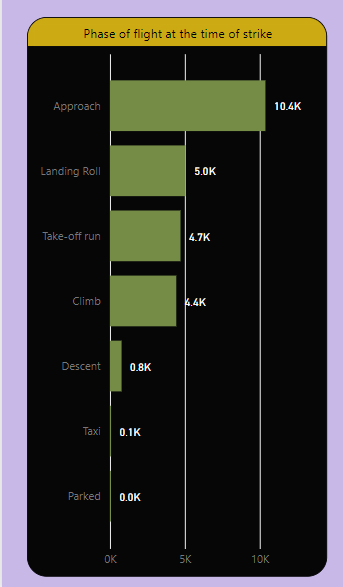 Phase of flight at the time of strike
Approach 10.4K
Landing Roll 5.0K
Take-off run 4.7K
Climb 4.4K
Descent 0.8K
Taxi 0.1K
Parked 0.0K
0K 5K 10K